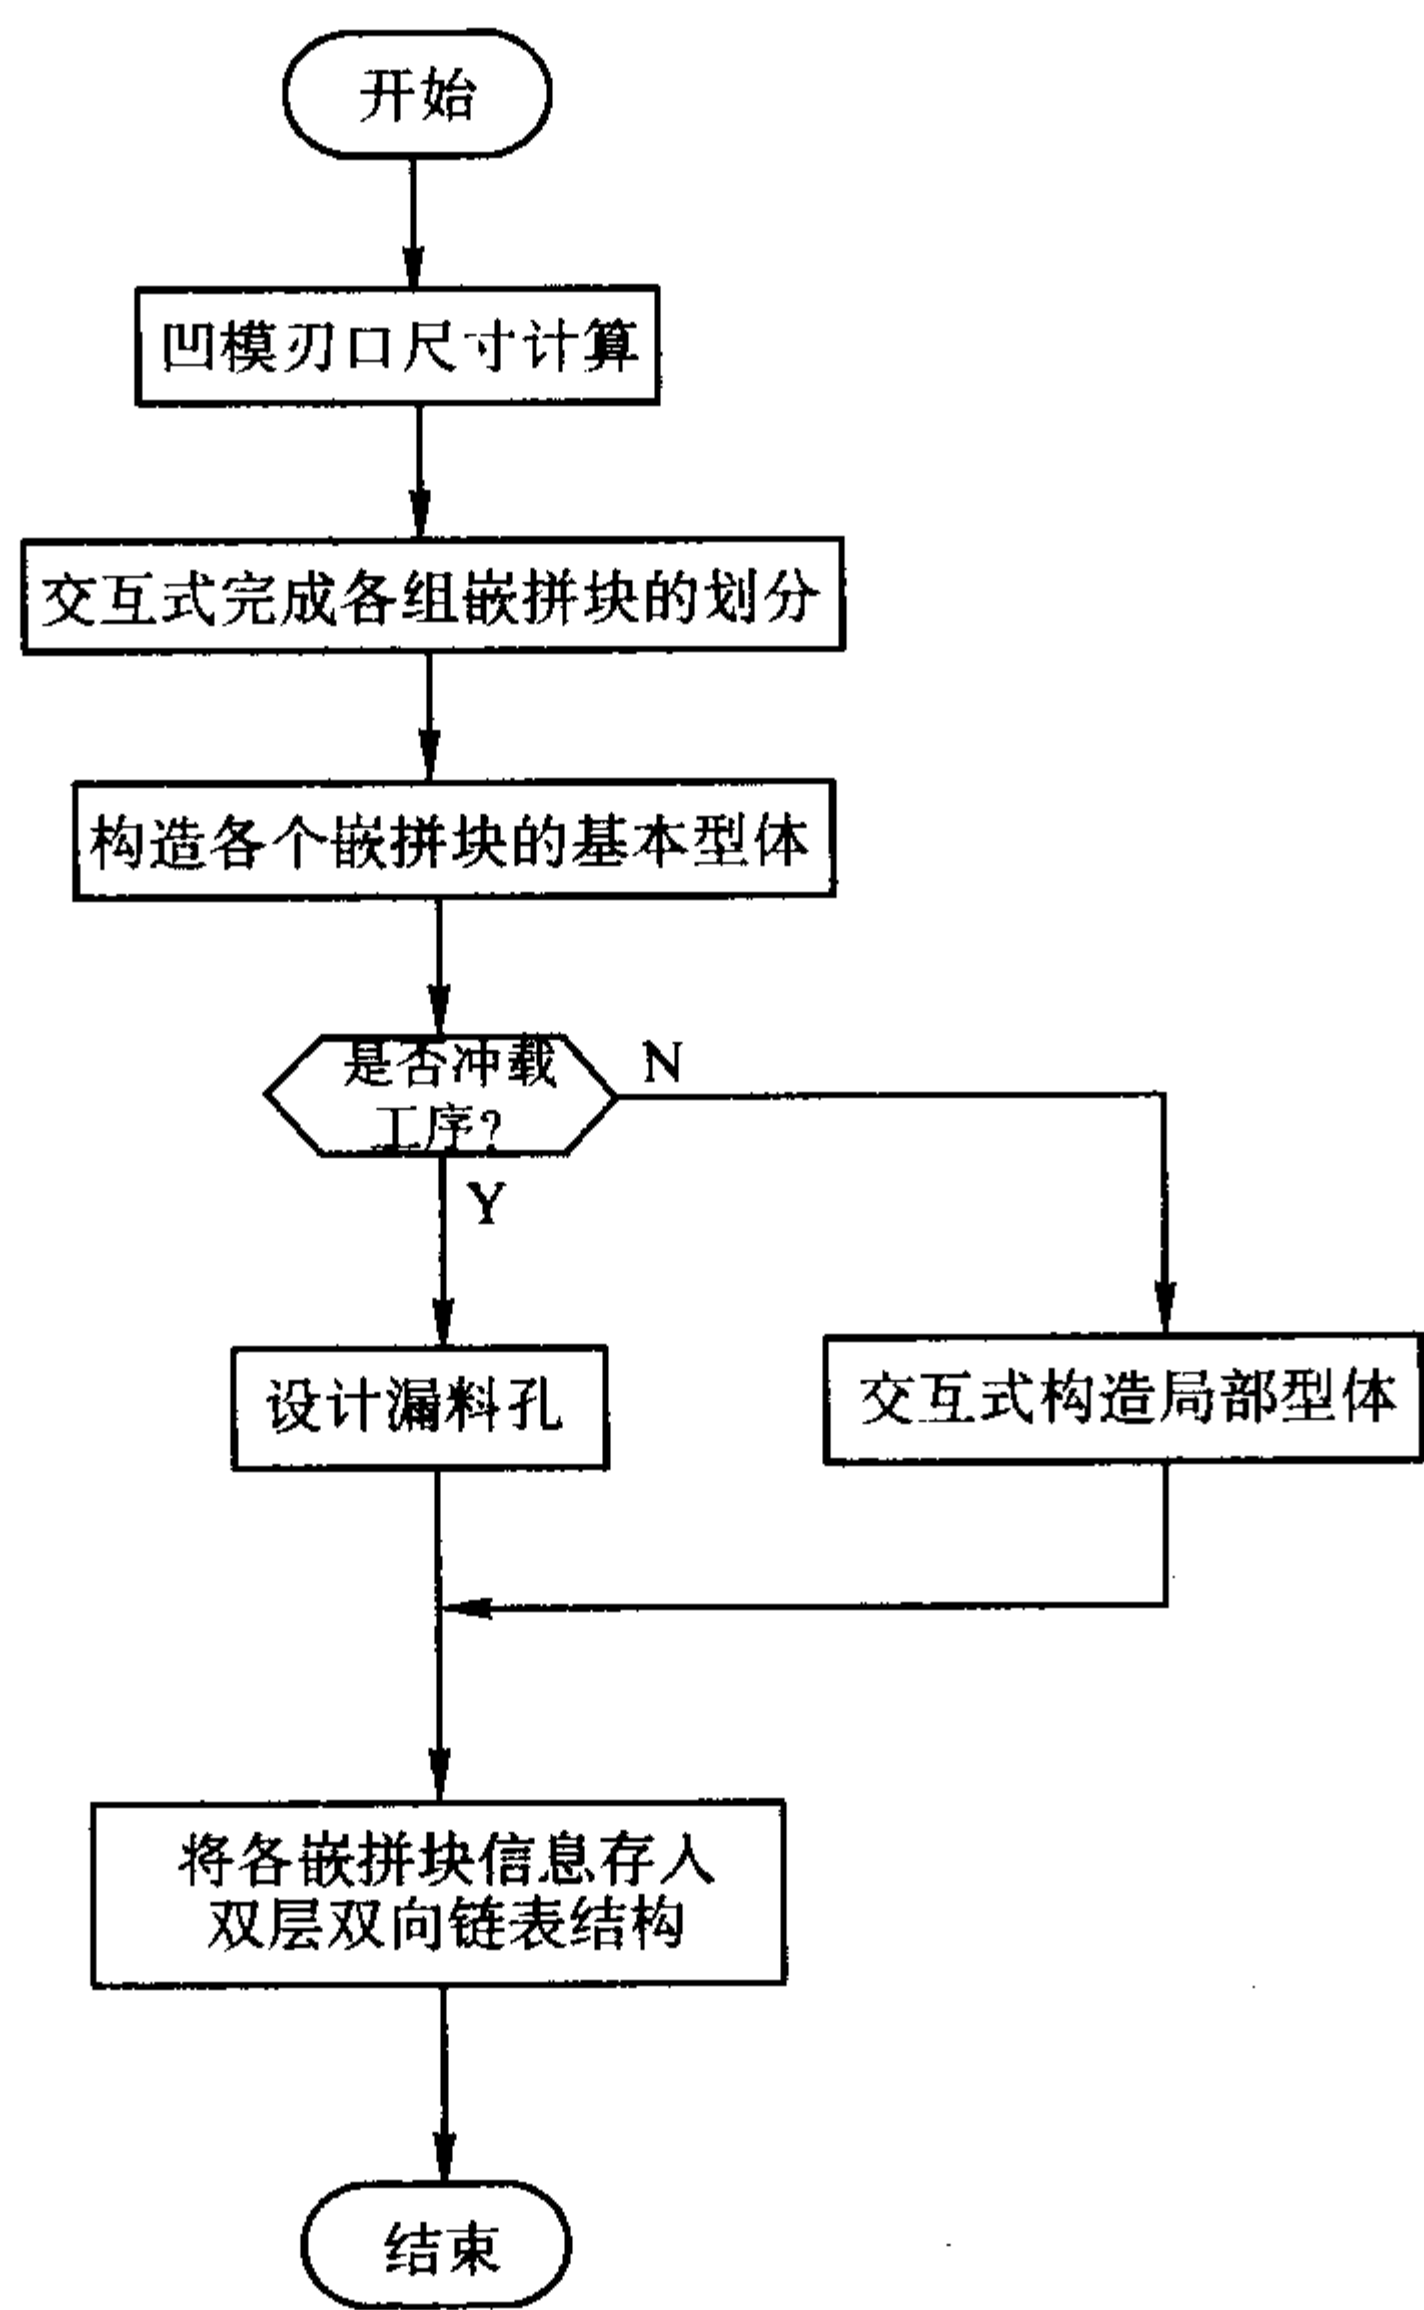 开始
凹模刃口尺寸计算
交互式完成各组嵌拼块的划分
构造各个嵌拼块的基本型体
是否冲载
工序?
N
Y
设计漏料孔
交互式构造局部型体
将各嵌拼块信息存入
双层双向链表结构
结束